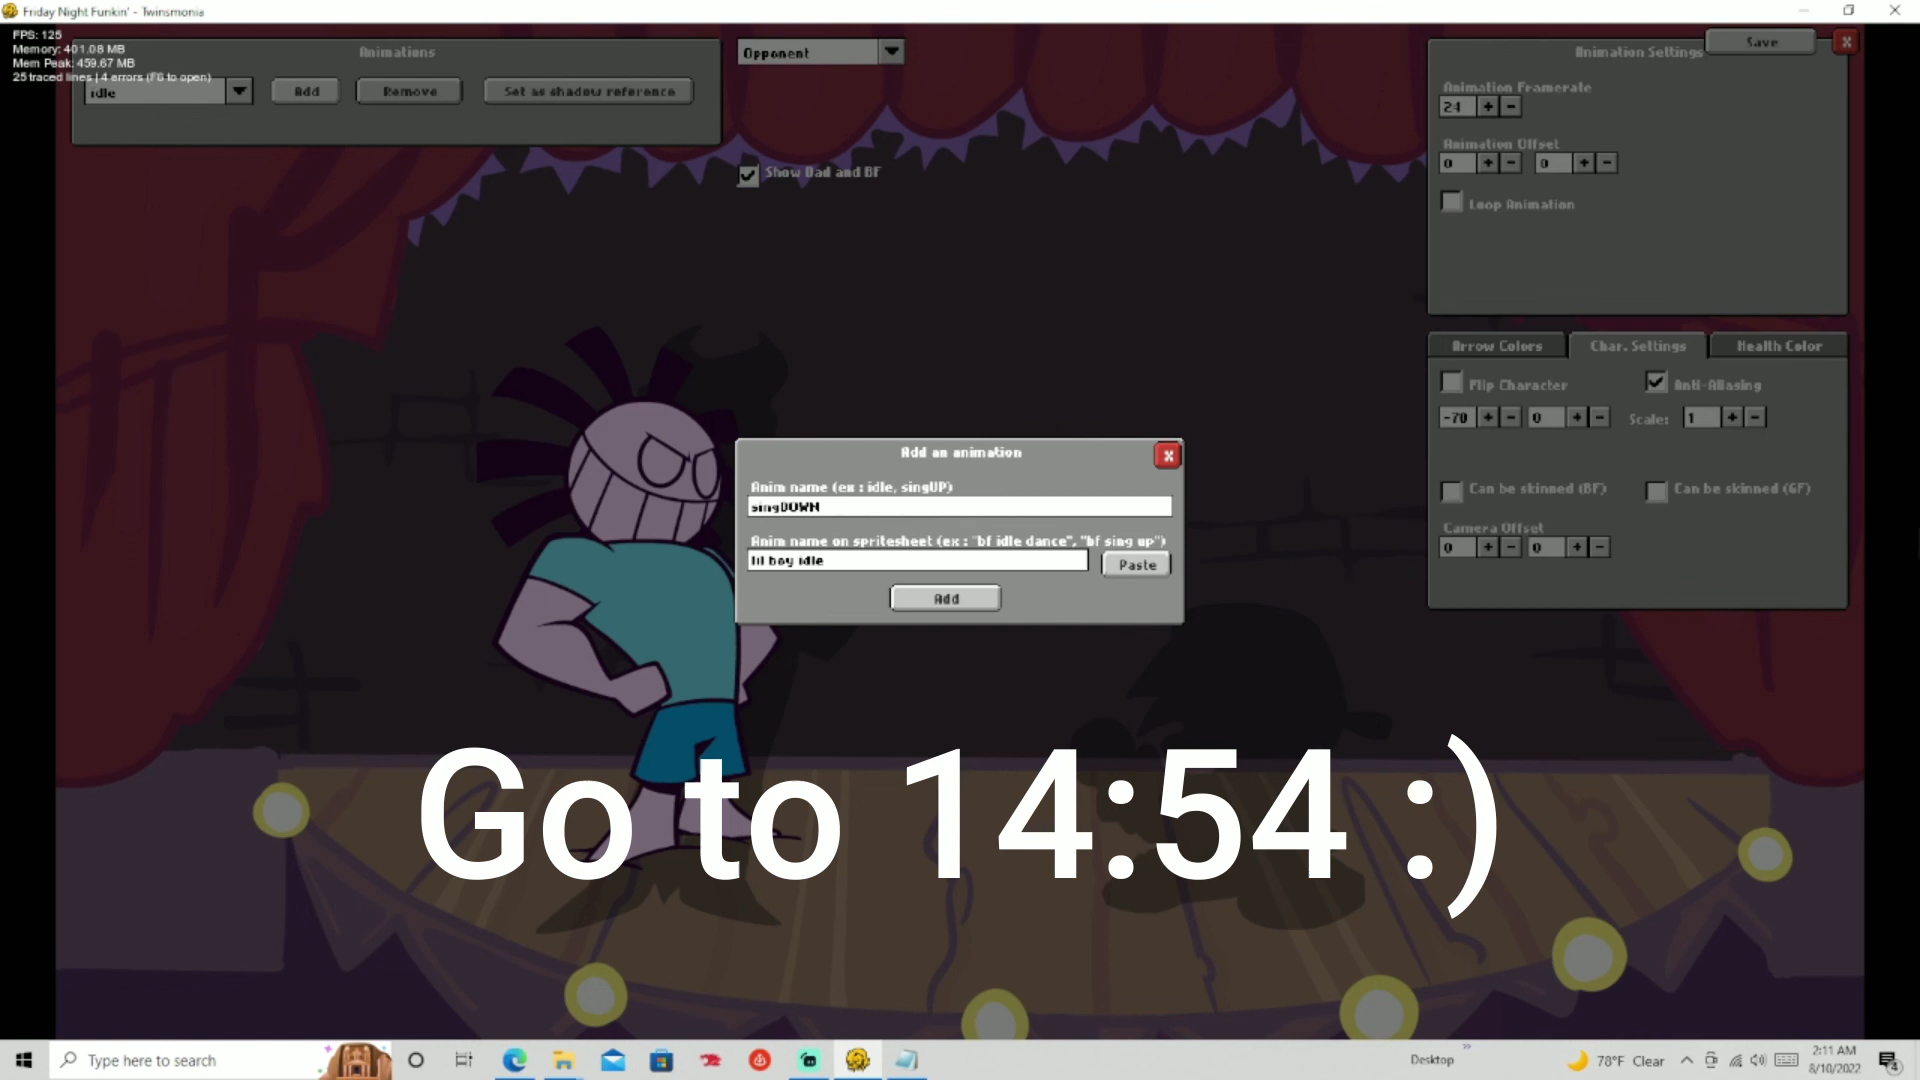 Friday Night Funkin' - Twinsmonia
FPS: 125
Memory: 401.08 MB
Mem Peak: 459.67 MB
25 traced lines | 4 errors (F6 to open)
Animations
idle
Add
Remove
Set as shadow reference
Opponent
Show Dad and BF
Save
X
Animation Settings
Animation Framerate
24 + -
Animation Offset
0 + - 0 + -
Loop Animation
Arrow Colors
Char. Settings
Health Color
Flip Character
Anti-Aliasing
-70 + - 0 + - Scale: 1 + -
Can be skinned (BF)
Can be skinned (GF)
Camera Offset
0 + - 0 + -
Add an animation
X
Anim name (ex : idle, singUP)
singDOWN
Anim name on spritesheet (ex : "bf idle dance", "bf sing up")
lil boy idle
Paste
Add
Go to 14:54 :)
Type here to search
Desktop
78°F Clear
2:11 AM
8/10/2022
4